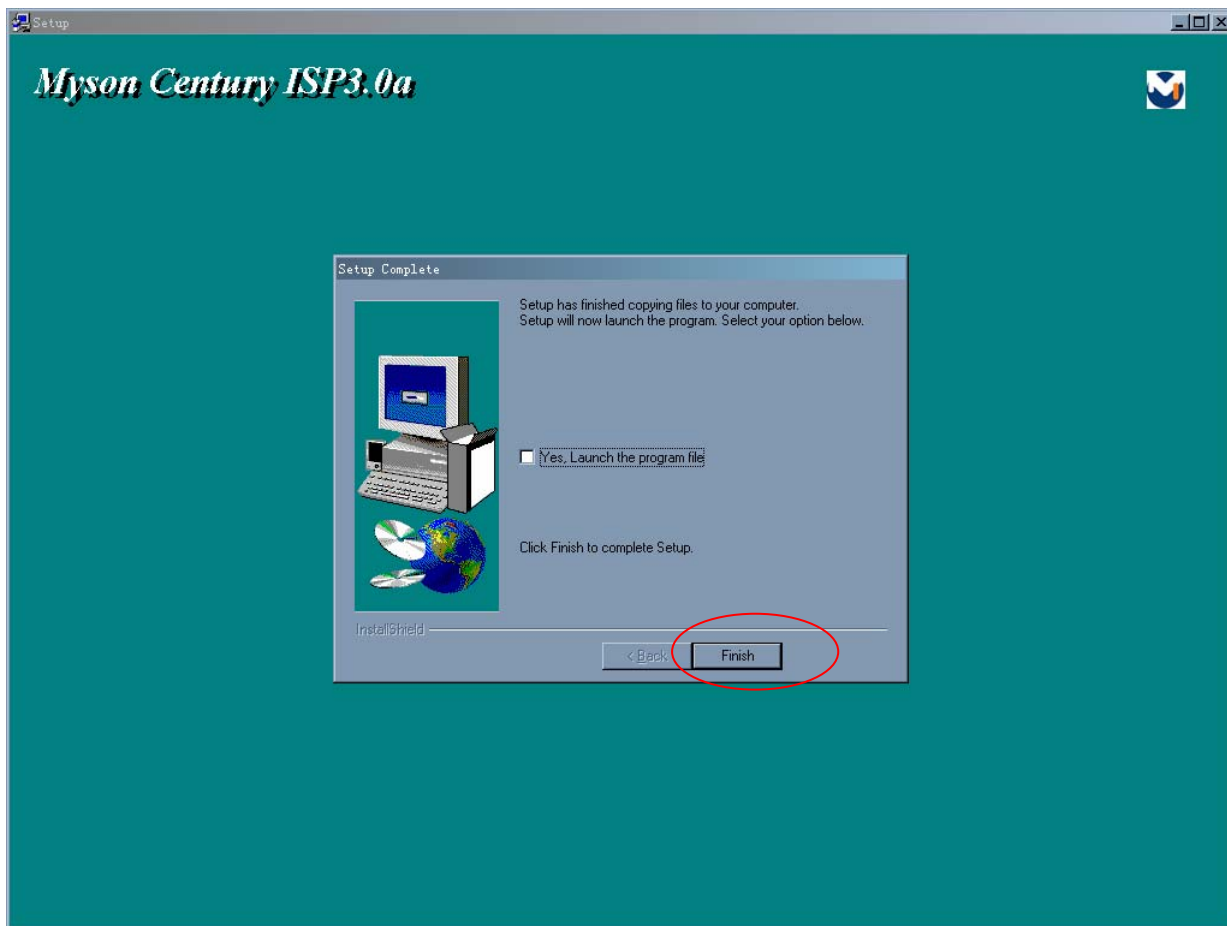 Setup
Myson Century ISP3.0a
Setup Complete
Setup has finished copying files to your computer.
Setup will now launch the program. Select your option below.
Yes, Launch the program file
Click Finish to complete Setup.
InstallShield
< Back
Finish